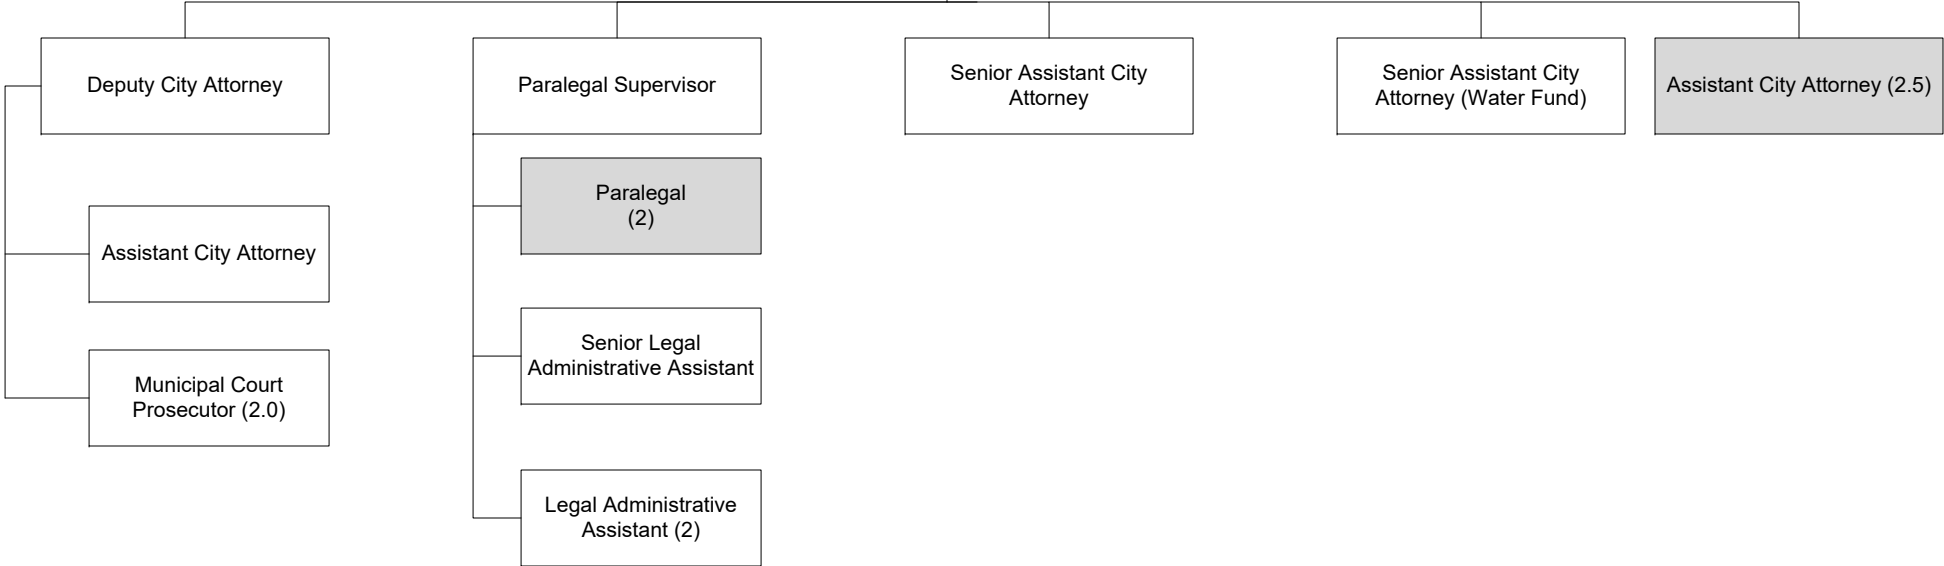 Deputy City Attorney
Paralegal Supervisor
Senior Assistant City
Attorney
Senior Assistant City
Attorney (Water Fund)
Assistant City Attorney (2.5)
Assistant City Attorney
Municipal Court
Prosecutor (2.0)
Paralegal
(2)
Senior Legal
Administrative Assistant
Legal Administrative
Assistant (2)